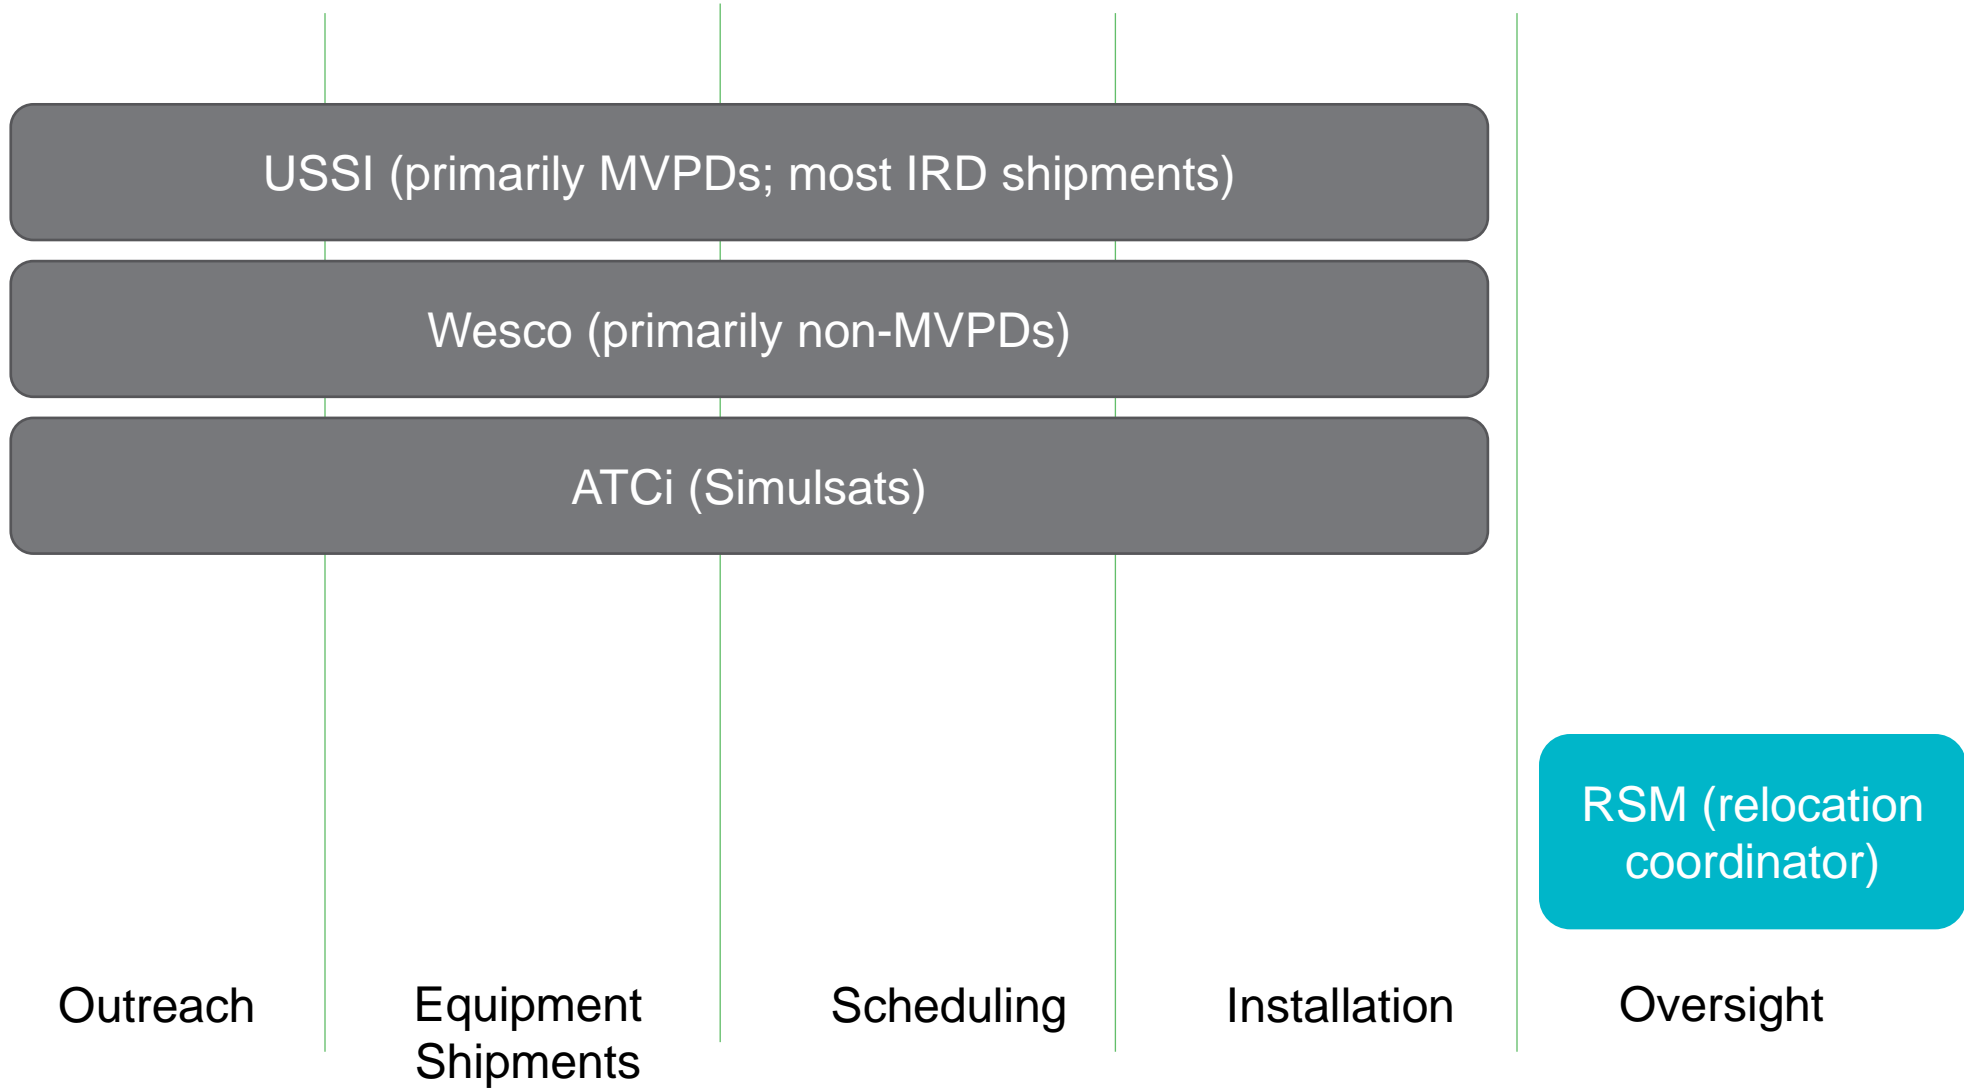 USSI (primarily MVPDs; most IRD shipments)
Wesco (primarily non-MVPDs)
ATCi (Simulsats)
RSM (relocation
coordinator)
Outreach
Equipment
Shipments
Scheduling
Installation
Oversight